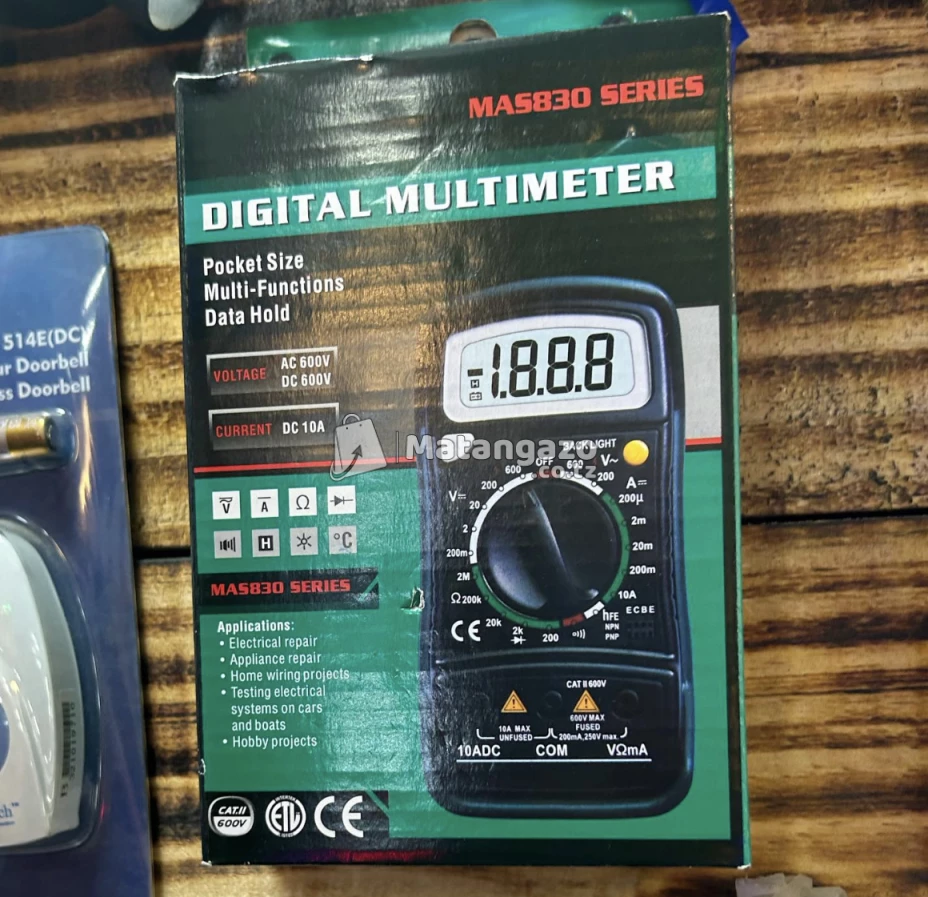 MAS830 SERIES
DIGITAL MULTIMETER
Pocket Size
Multi-Functions
Data Hold
VOLTAGE AC 600V
DC 600V
CURRENT DC 10A
V A Ω
H °C
MAS830 SERIES
Applications:
• Electrical repair
• Appliance repair
• Home wiring projects
• Testing electrical
systems on cars
and boats
• Hobby projects
CAT.II
600V
ETL
CE
-1.8.8.8
H
BACK LIGHT
OFF
600
600
V~
200
200
A
V
200µ
20
2m
2
20m
200m
200m
2M
10A
Ω 200k
hFE
E C B E
NPN
PNP
20k
2k
200
CE
CAT II 600V
10A MAX
UNFUSED
600V MAX
FUSED
200mA,250V max.
10ADC COM VΩmA
Matangazo
.co.tz
514E(DC)
Doorbell
Doorbell